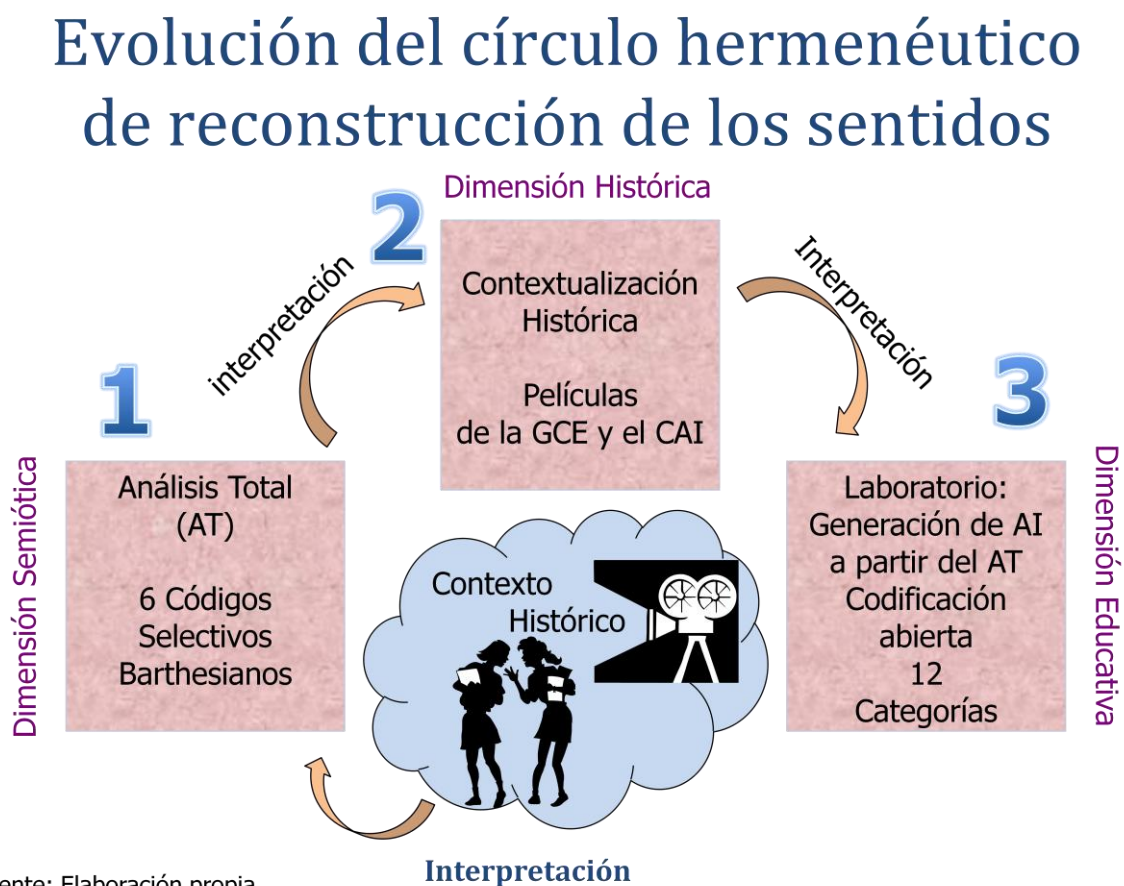 Evolución del círculo hermenéutico
de reconstrucción de los sentidos
1
Dimensión Semiótica
Análisis Total
(AT)
6 Códigos
Selectivos
Barthesianos
interpretación
2
Dimensión Histórica
Contextualización
Histórica
Películas
de la GCE y el CAI
Interpretación
3
Dimensión Educativa
Laboratorio:
Generación de AI
a partir del AT
Codificación
abierta
12
Categorías
Contexto
Histórico
Interpretación
ente: Elaboración propia